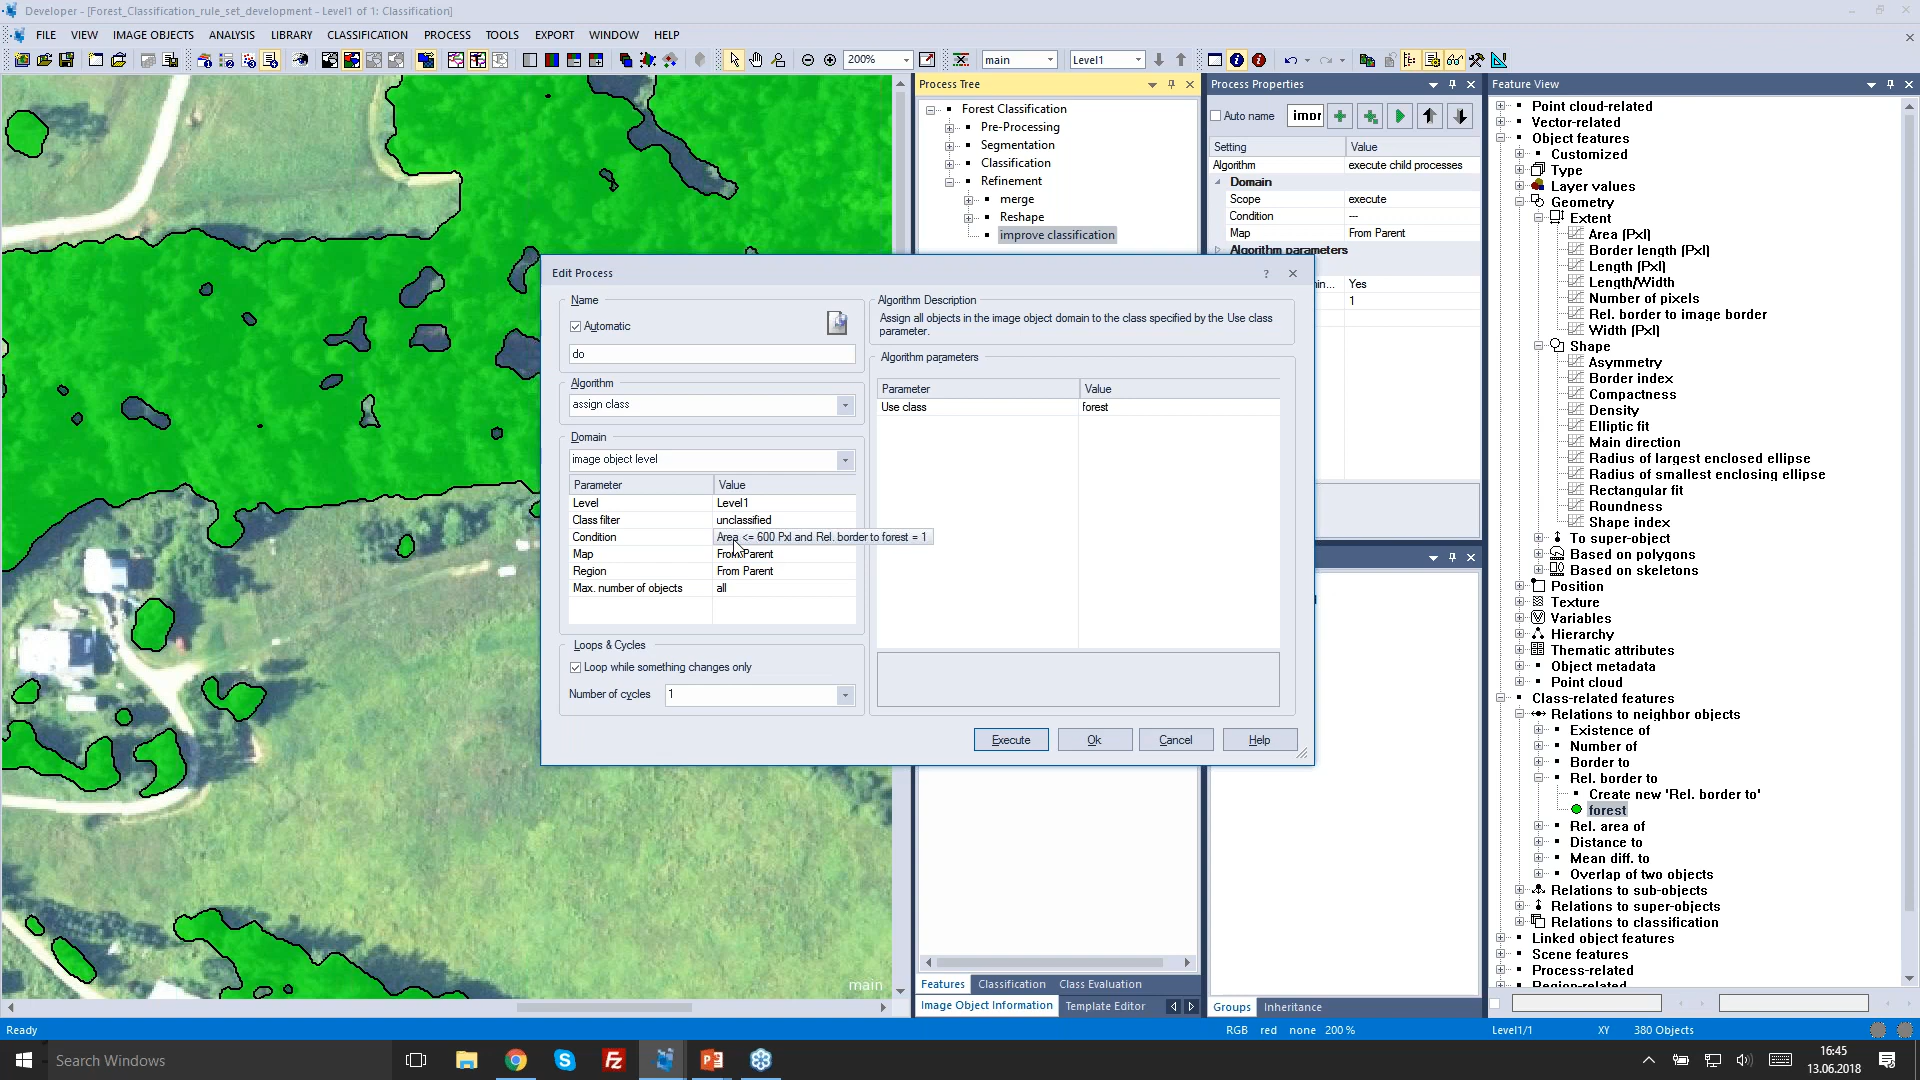 Developer - [Forest_Classification_rule_set_development - Level1 of 1: Classification]
FILE VIEW IMAGE OBJECTS ANALYSIS LIBRARY CLASSIFICATION PROCESS TOOLS EXPORT WINDOW HELP
200% main Level1
Process Tree
Forest Classification
Pre-Processing
Segmentation
Classification
Refinement
merge
Reshape
improve classification
Process Properties
Auto name impr
Setting Value
Algorithm execute child processes
Domain
Scope execute
Condition ---
Map From Parent
Algorithm parameters
Yes
1
Edit Process
Name
Automatic
do
Algorithm
assign class
Domain
image object level
Parameter Value
Level Level1
Class filter unclassified
Condition Area <= 600 Pxl and Rel. border to forest = 1
Map From Parent
Region From Parent
Max. number of objects all
Loops & Cycles
Loop while something changes only
Number of cycles 1
Algorithm Description
Assign all objects in the image object domain to the class specified by the Use class
parameter.
Algorithm parameters
Parameter Value
Use class forest
Execute Ok Cancel Help
Feature View
Point cloud-related
Vector-related
Object features
Customized
Type
Layer values
Geometry
Extent
Area (Pxl)
Border length (Pxl)
Length (Pxl)
Length/Width
Number of pixels
Rel. border to image border
Width (Pxl)
Shape
Asymmetry
Border index
Compactness
Density
Elliptic fit
Main direction
Radius of largest enclosed ellipse
Radius of smallest enclosing ellipse
Rectangular fit
Roundness
Shape index
To super-object
Based on polygons
Based on skeletons
Position
Texture
Variables
Hierarchy
Thematic attributes
Object metadata
Point cloud
Class-related features
Relations to neighbor objects
Existence of
Number of
Border to
Rel. border to
Create new 'Rel. border to'
forest
Rel. area of
Distance to
Mean diff. to
Overlap of two objects
Relations to sub-objects
Relations to super-objects
Relations to classification
Linked object features
Scene features
Process-related
Region-related
main
Features Classification Class Evaluation
Image Object Information Template Editor
Groups Inheritance
Ready RGB red none 200 % Level1/1 XY 380 Objects
Search Windows
16:45
13.06.2018